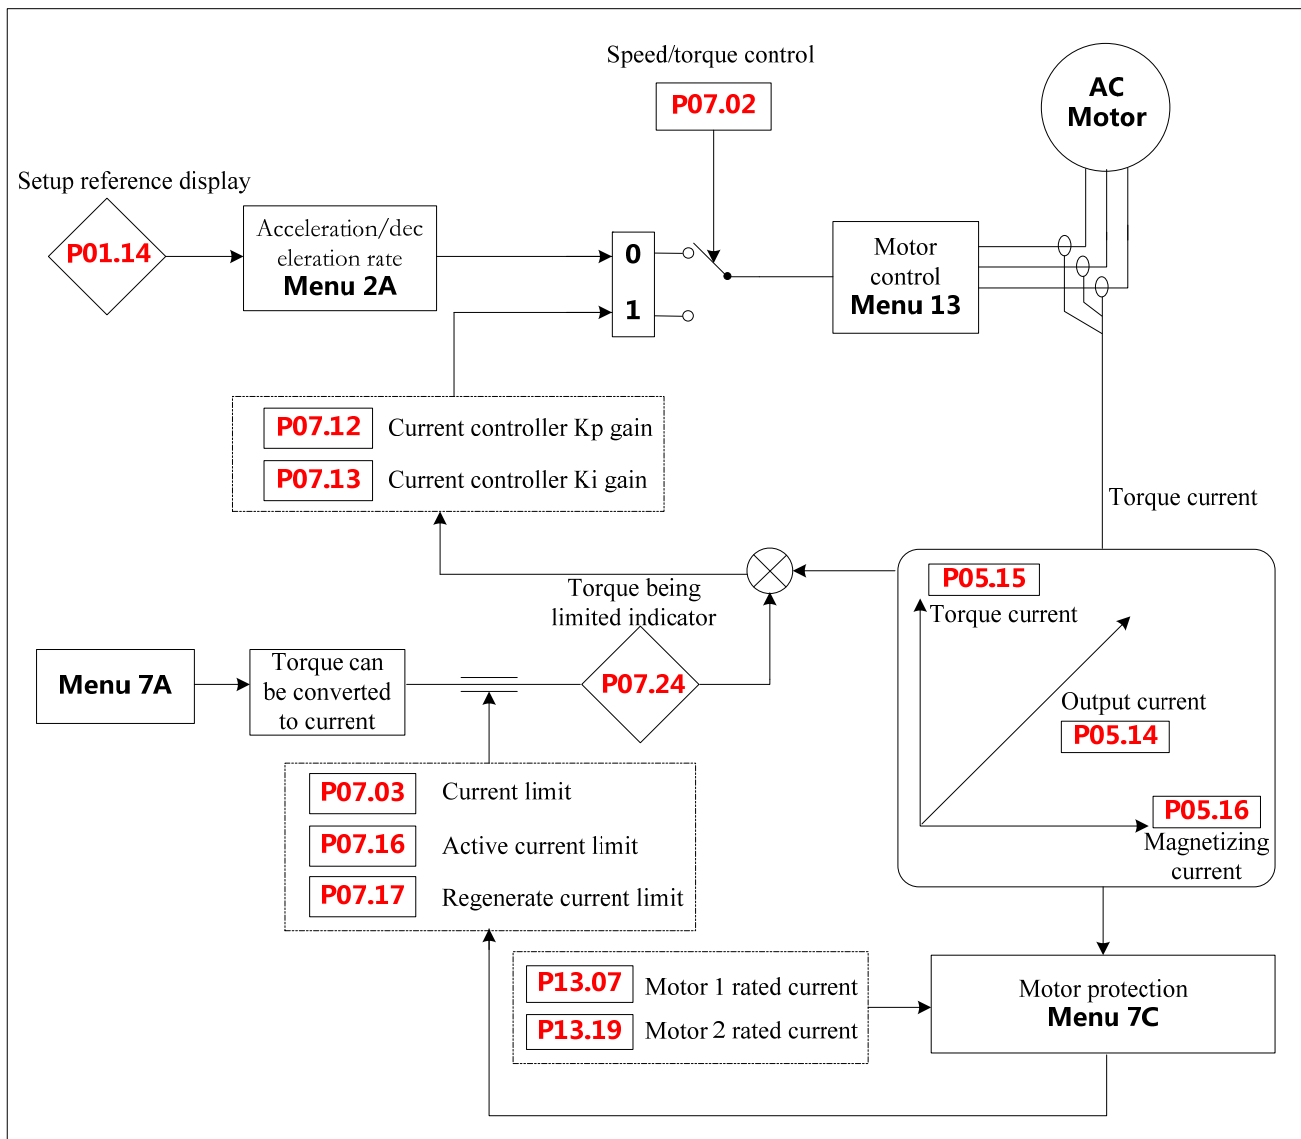 Speed/torque control
P07.02
AC
Motor
Setup reference display
P01.14
Acceleration/dec
eleration rate
Menu 2A
0
1
Motor
control
Menu 13
P07.12 Current controller Kp gain
P07.13 Current controller Ki gain
Torque current
Torque being
limited indicator
P07.24
Menu 7A
Torque can
be converted
to current
P05.15
Torque current
Output current
P05.14
P05.16
Magnetizing
current
P07.03 Current limit
P07.16 Active current limit
P07.17 Regenerate current limit
P13.07 Motor 1 rated current
P13.19 Motor 2 rated current
Motor protection
Menu 7C